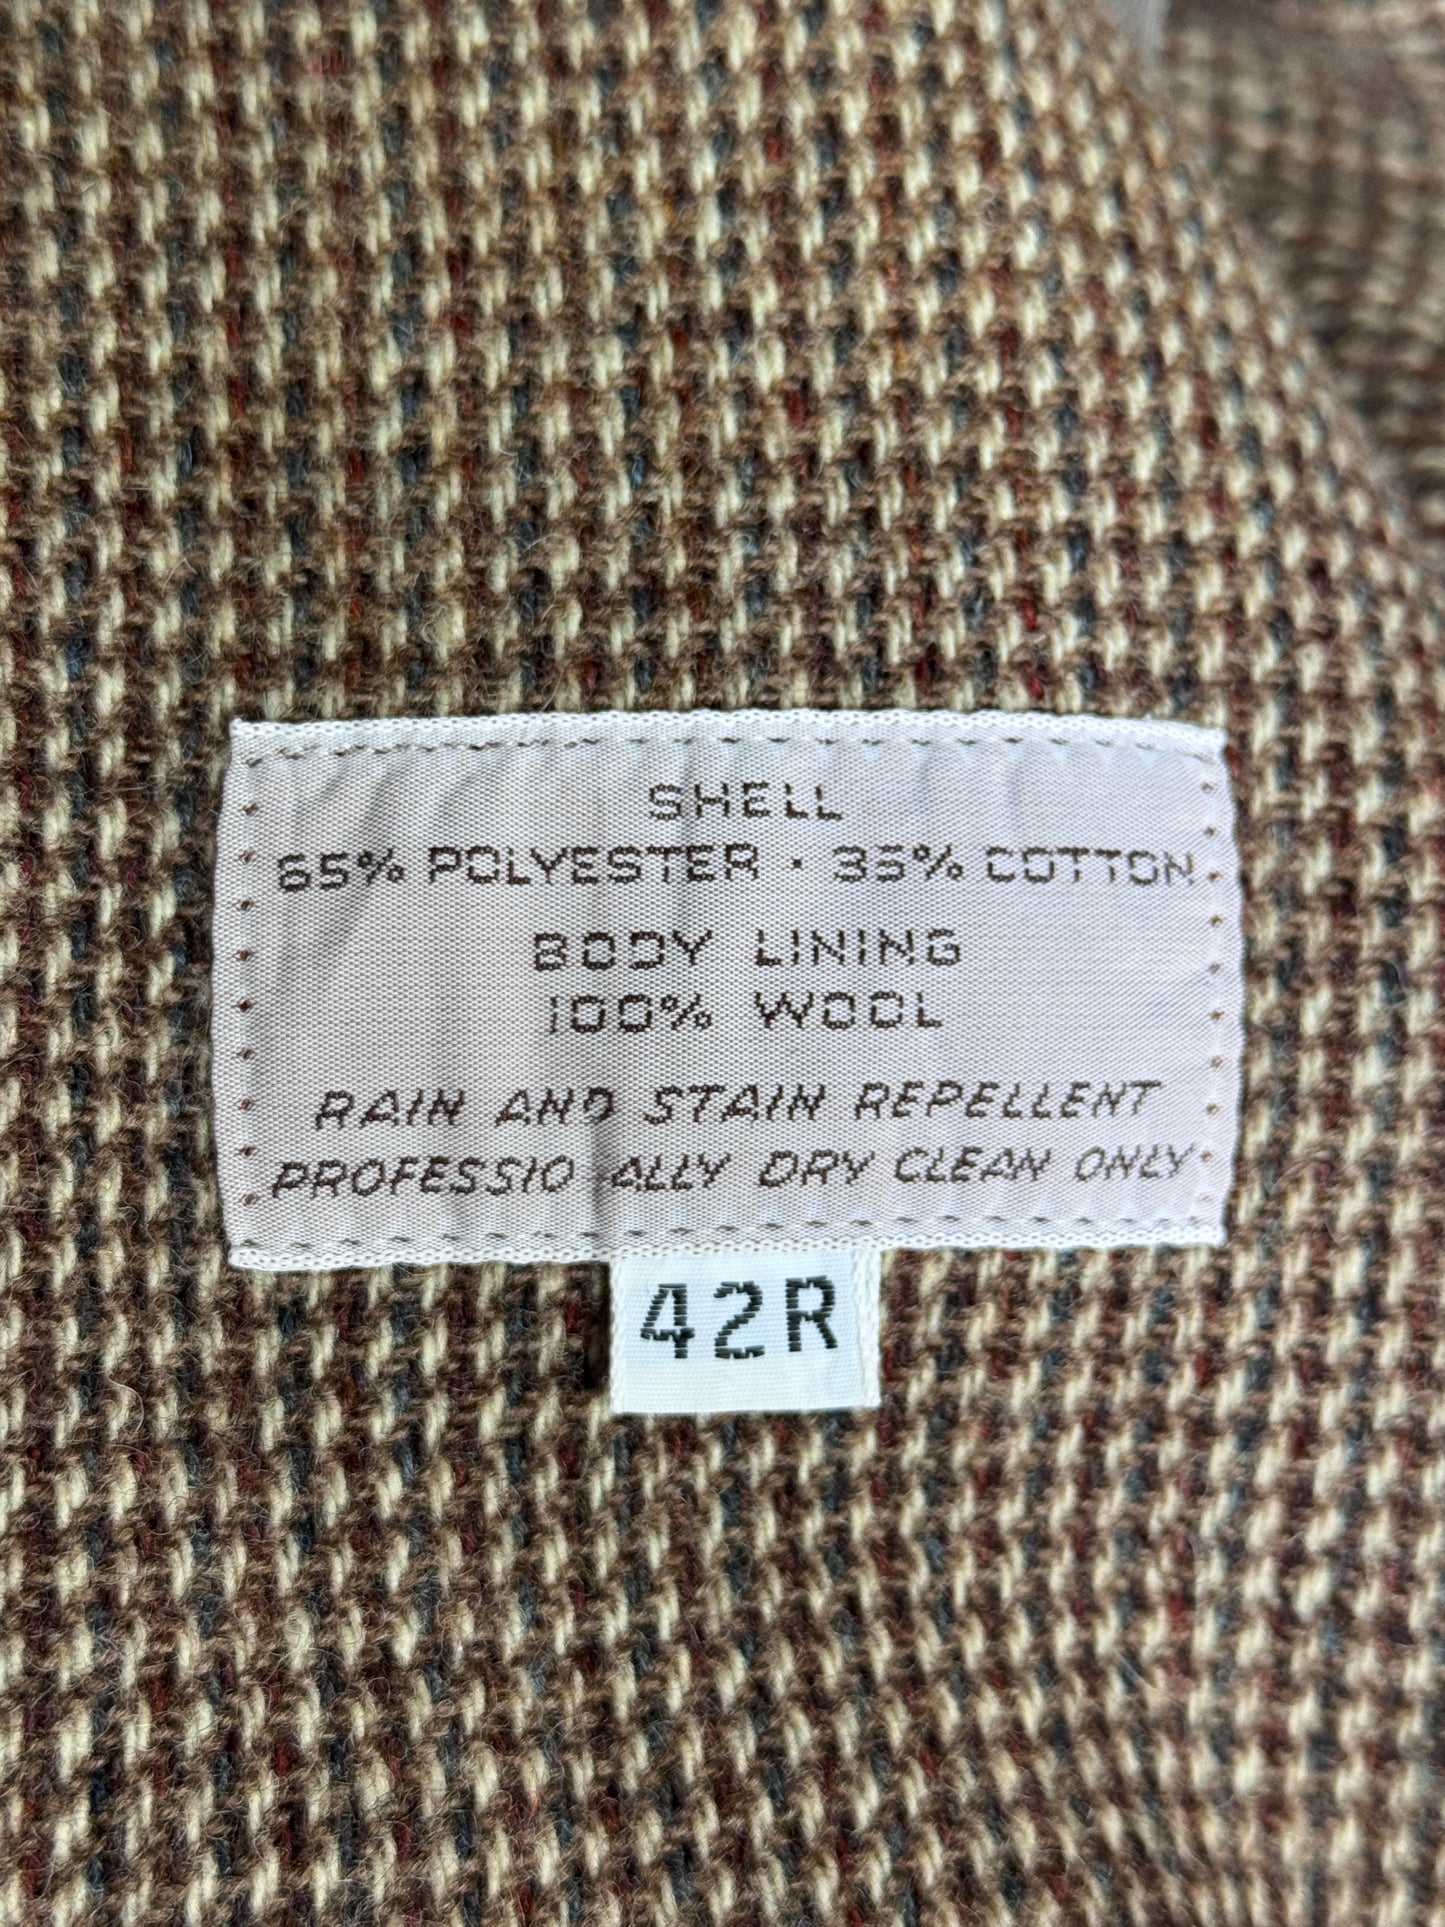 SHELL
65% POLYESTER · 35% COTTON
BODY LINING
100% WOOL
RAIN AND STAIN REPELLENT
PROFESSIO ALLY DRY CLEAN ONLY
42R